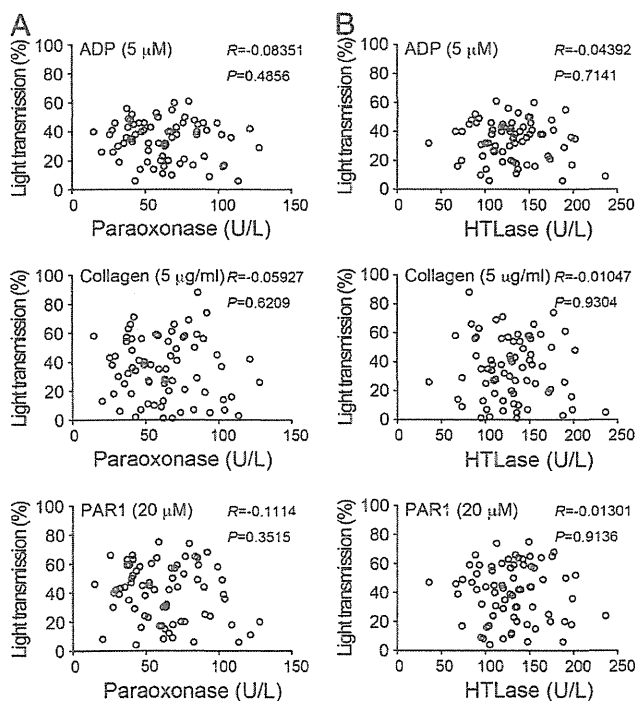 A
B
ADP (5 μM)
R=-0.08351
P=0.4856
Light transmission (%)
100
80
60
40
20
0
0 50 100 150
Paraoxonase (U/L)
ADP (5 μM)
R=-0.04392
P=0.7141
Light transmission (%)
100
80
60
40
20
0
0 50 100 150 200 250
HTLase (U/L)
Collagen (5 μg/ml)
R=-0.05927
P=0.6209
Light transmission (%)
100
80
60
40
20
0
0 50 100 150
Paraoxonase (U/L)
Collagen (5 ug/ml)
R=-0.01047
P=0.9304
Light transmission (%)
100
80
60
40
20
0
0 50 100 150 200 250
HTLase (U/L)
PAR1 (20 μM)
R=-0.1114
P=0.3515
Light transmission (%)
100
80
60
40
20
0
0 50 100 150
Paraoxonase (U/L)
PAR1 (20 μM)
R=-0.01301
P=0.9136
Light transmission (%)
100
80
60
40
20
0
0 50 100 150 200 250
HTLase (U/L)